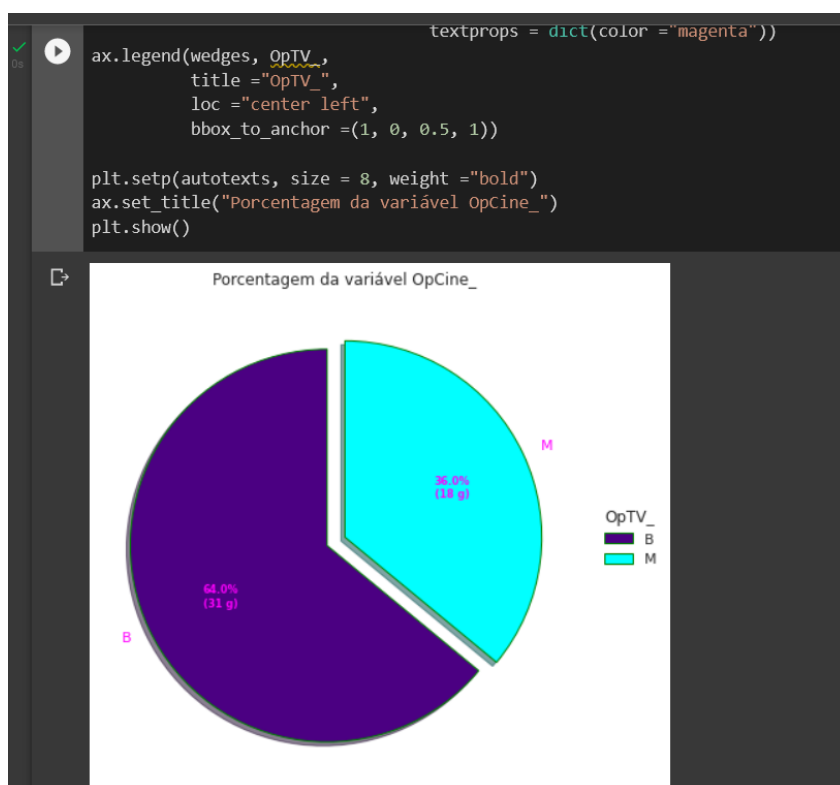 textprops = dict(color ="magenta"))
0s
ax.legend(wedges, OpTV_,
title ="OpTV_",
loc ="center left",
bbox_to_anchor =(1, 0, 0.5, 1))
plt.setp(autotexts, size = 8, weight ="bold")
ax.set_title("Porcentagem da variável OpCine_")
plt.show()
Porcentagem da variável OpCine_
M
36.0%
(18 g)
OpTV_
B
M
64.0%
(31 g)
B